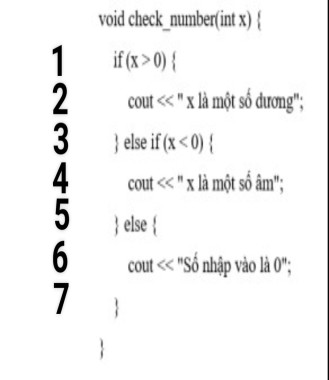 void check_number(int x) {
1 if (x > 0) {
2 cout << " x là một số dương";
3 } else if (x < 0) {
4 cout << " x là một số âm";
5 } else {
6 cout << "Số nhập vào là 0";
7 }
}